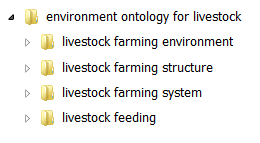 environment ontology for livestock
livestock farming environment
livestock farming structure
livestock farming system
livestock feeding